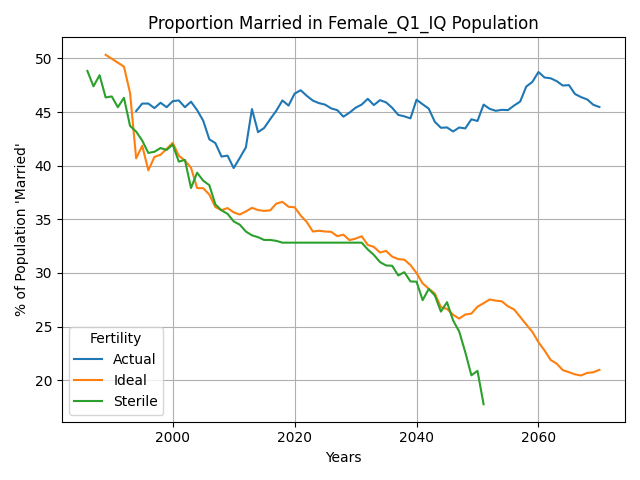 Proportion Married in Female_Q1_IQ Population
% of Population 'Married'
50
45
40
35
30
25
20
Fertility
Actual
Ideal
Sterile
2000
2020
2040
2060
Years